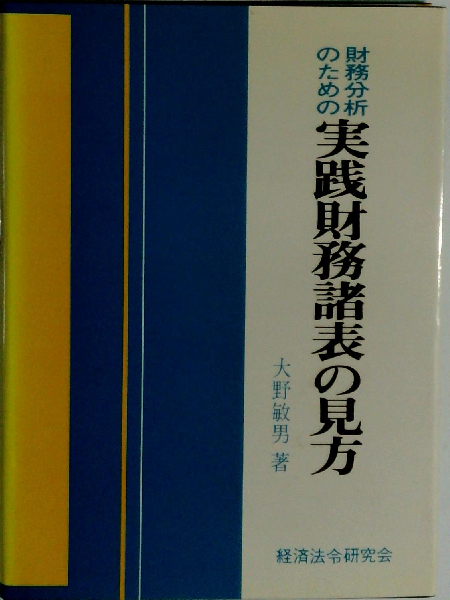 財務分析
のための
実践財務諸表の見方
大野敏男 著
経済法令研究会